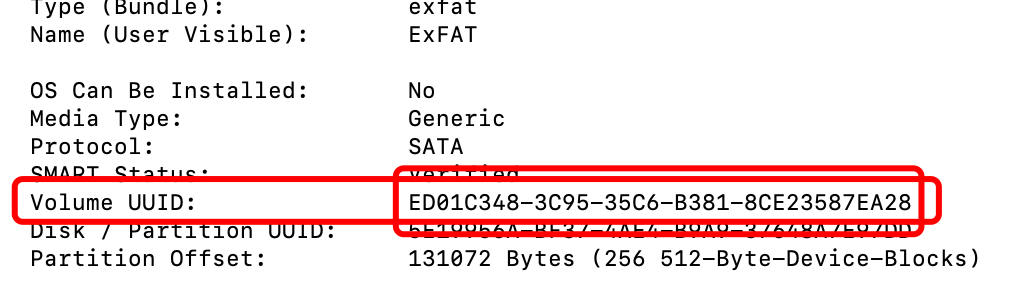 Type (Bundle): exfat
Name (User Visible): ExFAT
OS Can Be Installed: No
Media Type: Generic
Protocol: SATA
SMART Status: Verified
Volume UUID: ED01C348-3C95-35C6-B381-8CE23587EA28
Disk / Partition UUID:
Partition Offset: 131072 Bytes (256 512-Byte-Device-Blocks)